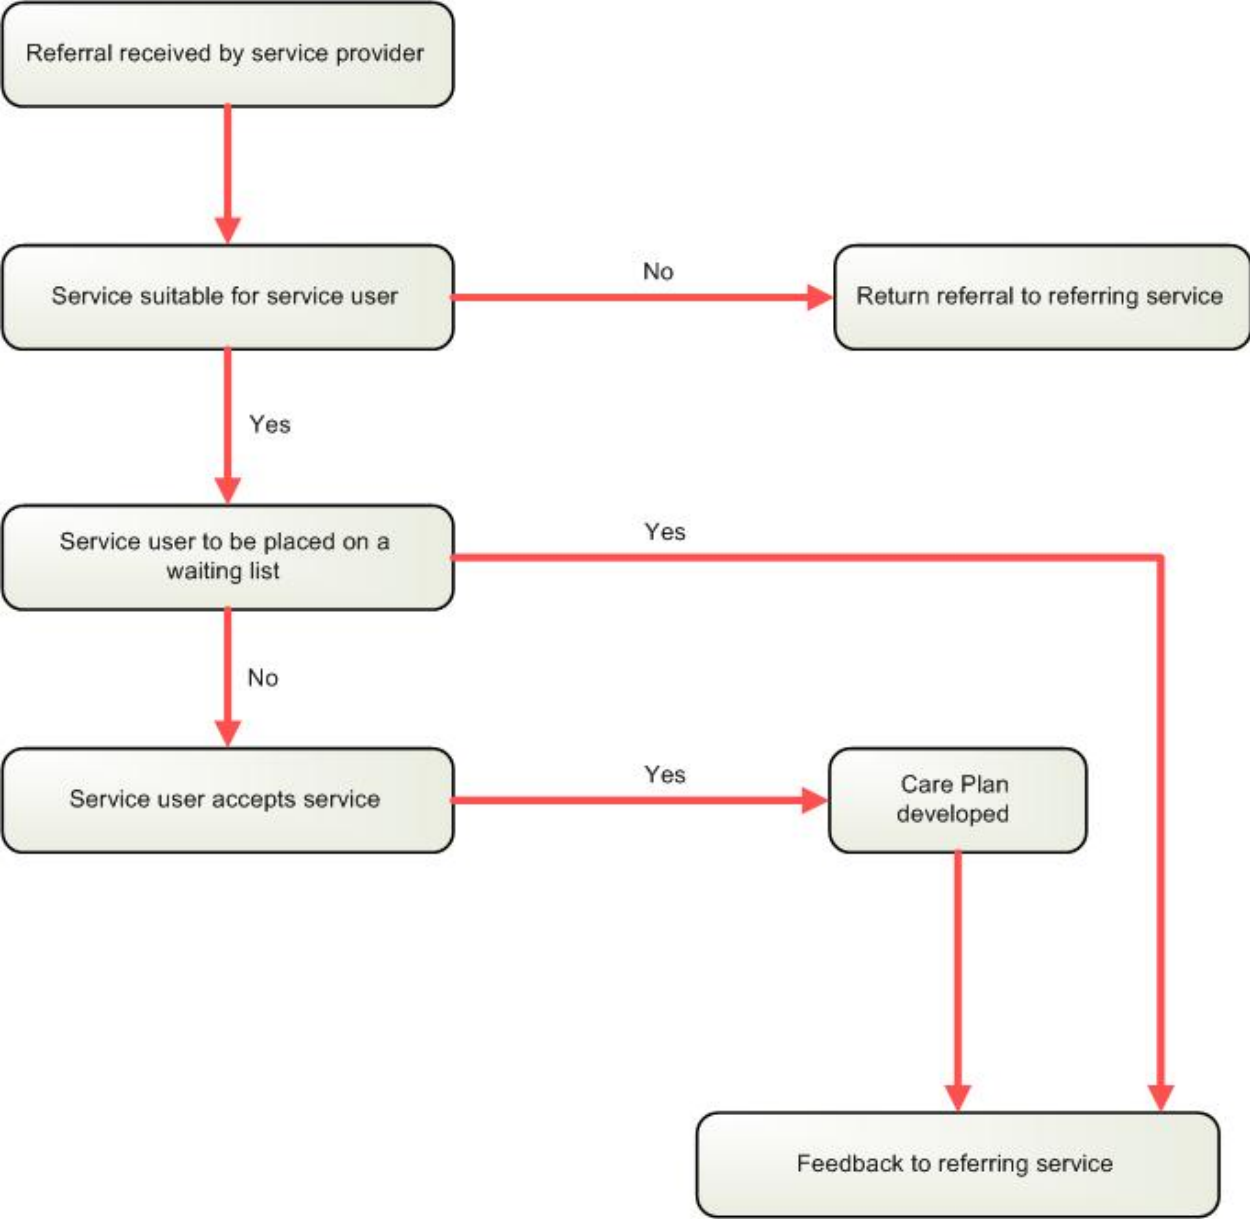 Referral received by service provider
Service suitable for service user
No
Return referral to referring service
Yes
Service user to be placed on a
waiting list
Yes
No
Service user accepts service
Yes
Care Plan
developed
Feedback to referring service